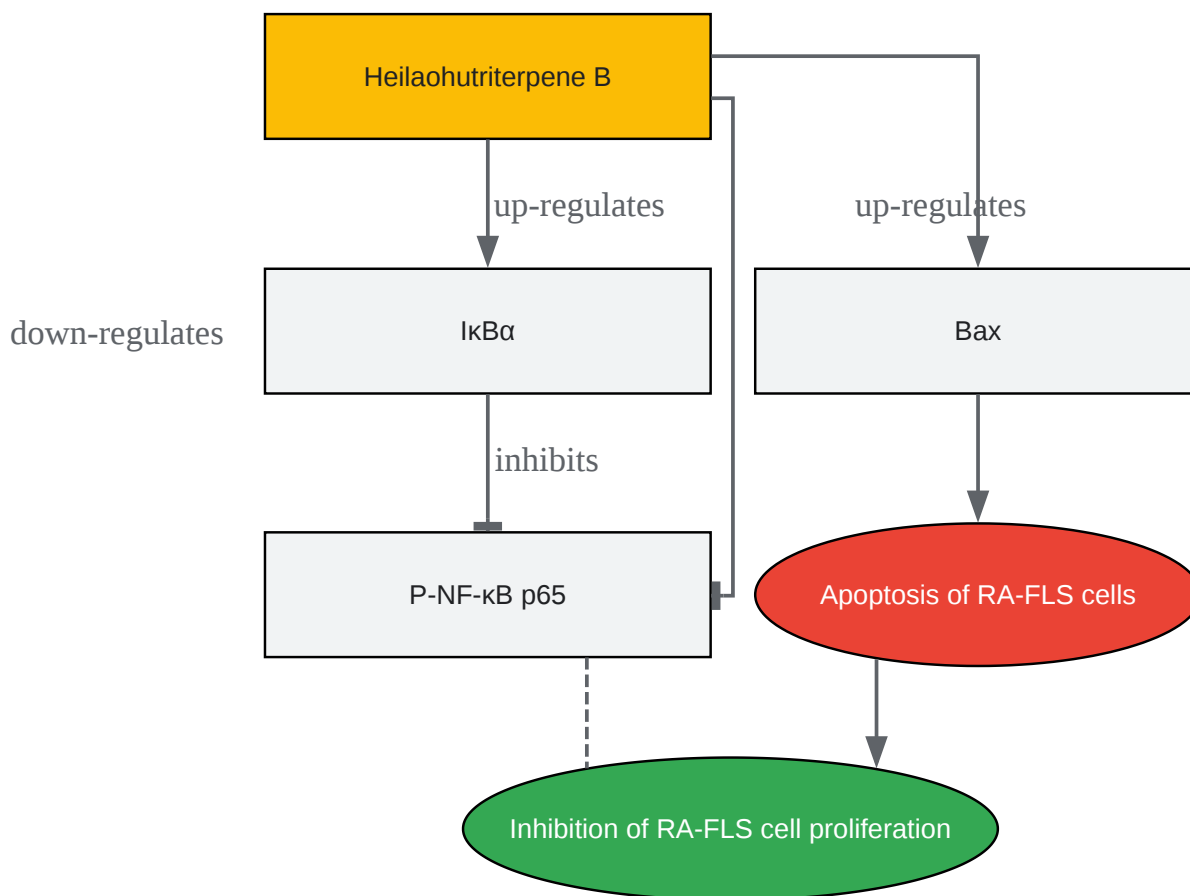 Heilaohutriterpene B
up-regulates
up-regulates
down-regulates
IκBα
Bax
inhibits
P-NF-κB p65
Apoptosis of RA-FLS cells
Inhibition of RA-FLS cell proliferation